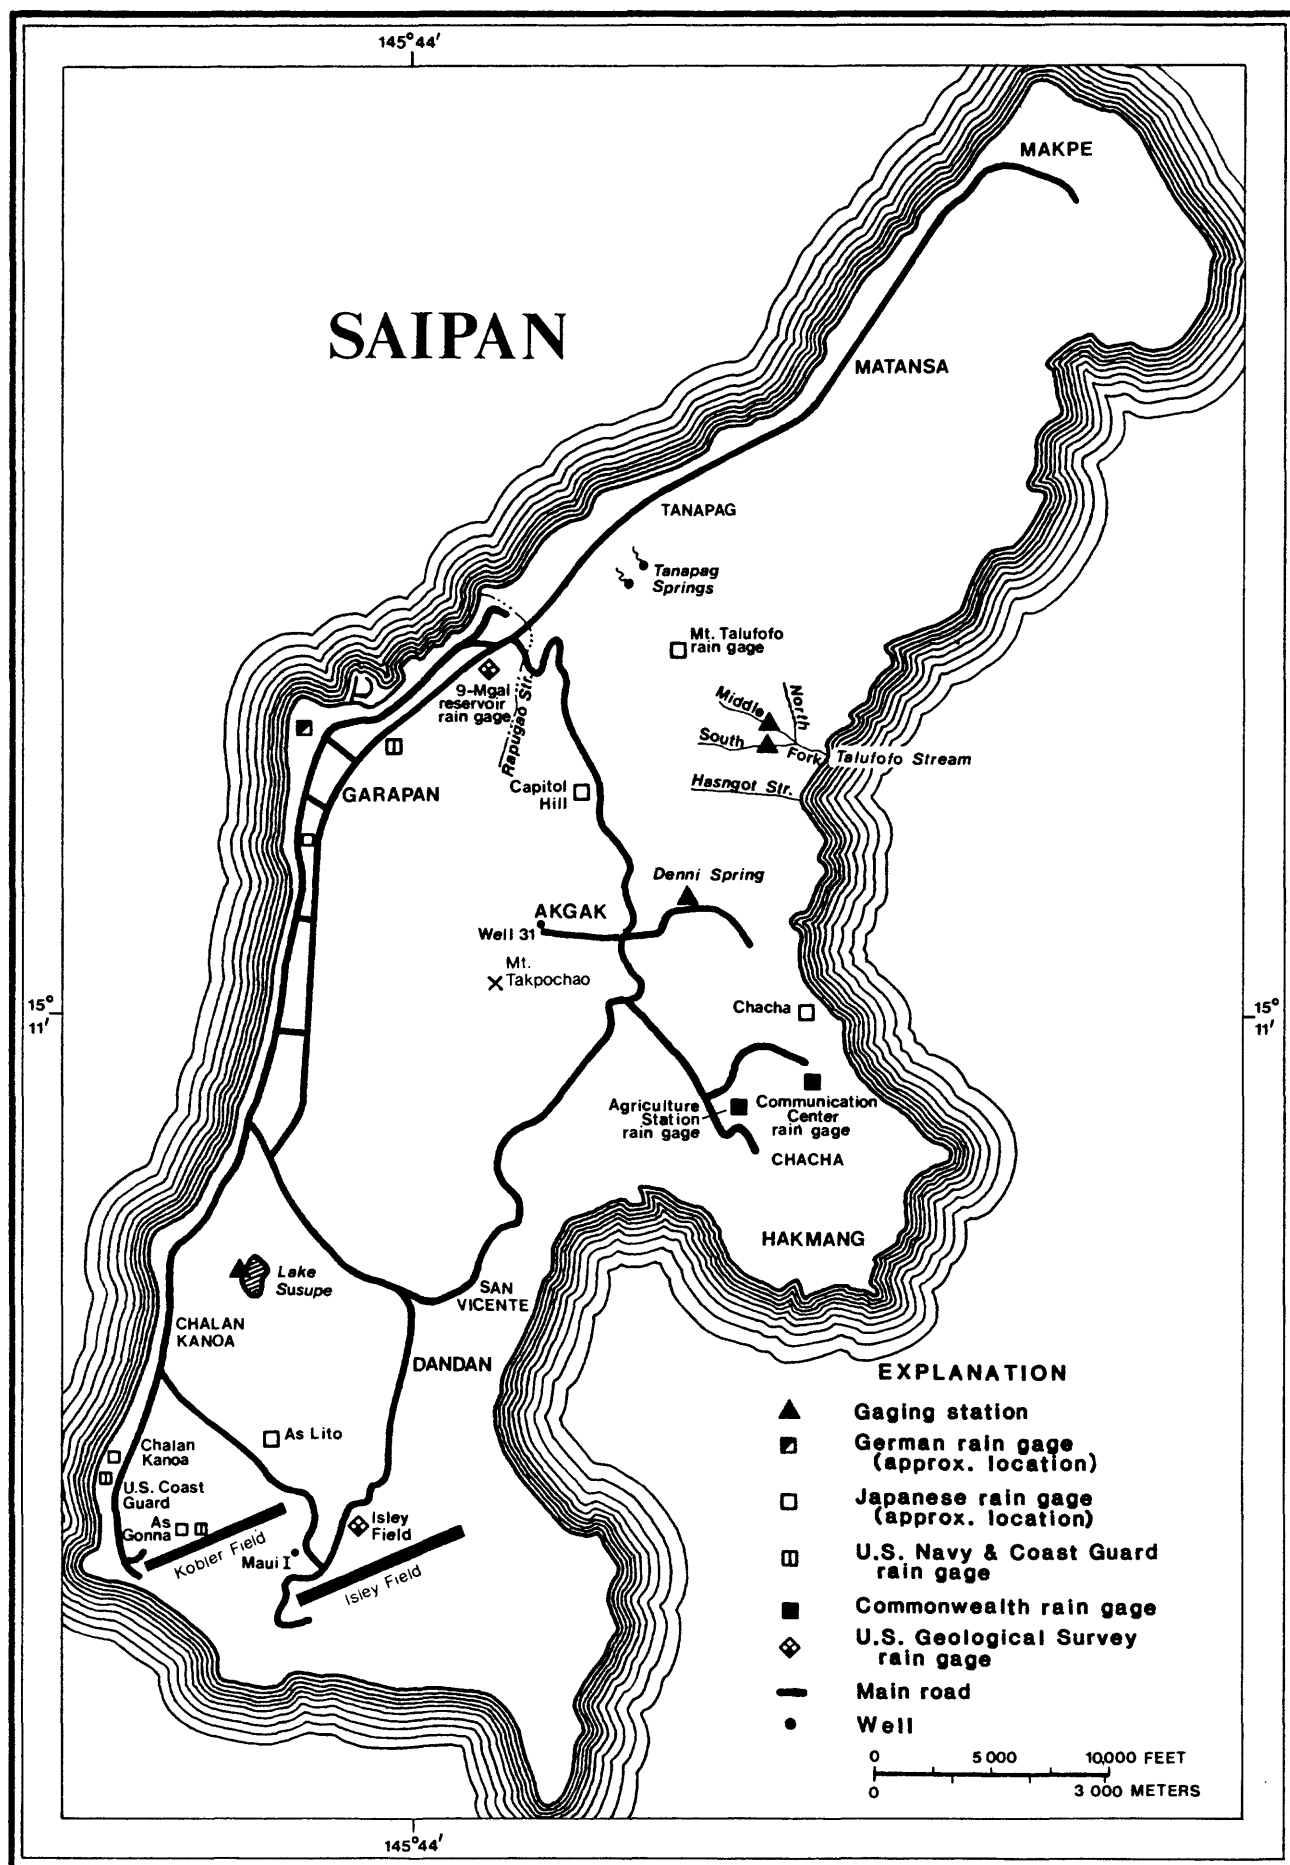 145°44′
MAKPE
SAIPAN
MATANSA
TANAPAG
Tanapag
Springs
Mt. Talufofo
rain gage
9-Mgal
reservoir
rain gage
Rapugao Str.
Middle
North
South
Fork
Talufofo Stream
Hasngot Str.
GARAPAN
Capitol
Hill
Denni Spring
AKGAK
Well 31
Mt.
Takpochao
15°
11′
15°
11′
Chacha
Agriculture
Station
rain gage
Communication
Center
rain gage
CHACHA
HAKMANG
Lake
Susupe
SAN
VICENTE
CHALAN
KANOA
DANDAN
As Lito
Chalan
Kanoa
U.S. Coast
Guard
As
Gonna
Kobler Field
Isley
Field
Maui I
Isley Field
EXPLANATION
Gaging station
German rain gage
(approx. location)
Japanese rain gage
(approx. location)
U.S. Navy & Coast Guard
rain gage
Commonwealth rain gage
U.S. Geological Survey
rain gage
Main road
Well
0 5 000 10,000 FEET
0 3 000 METERS
145°44′